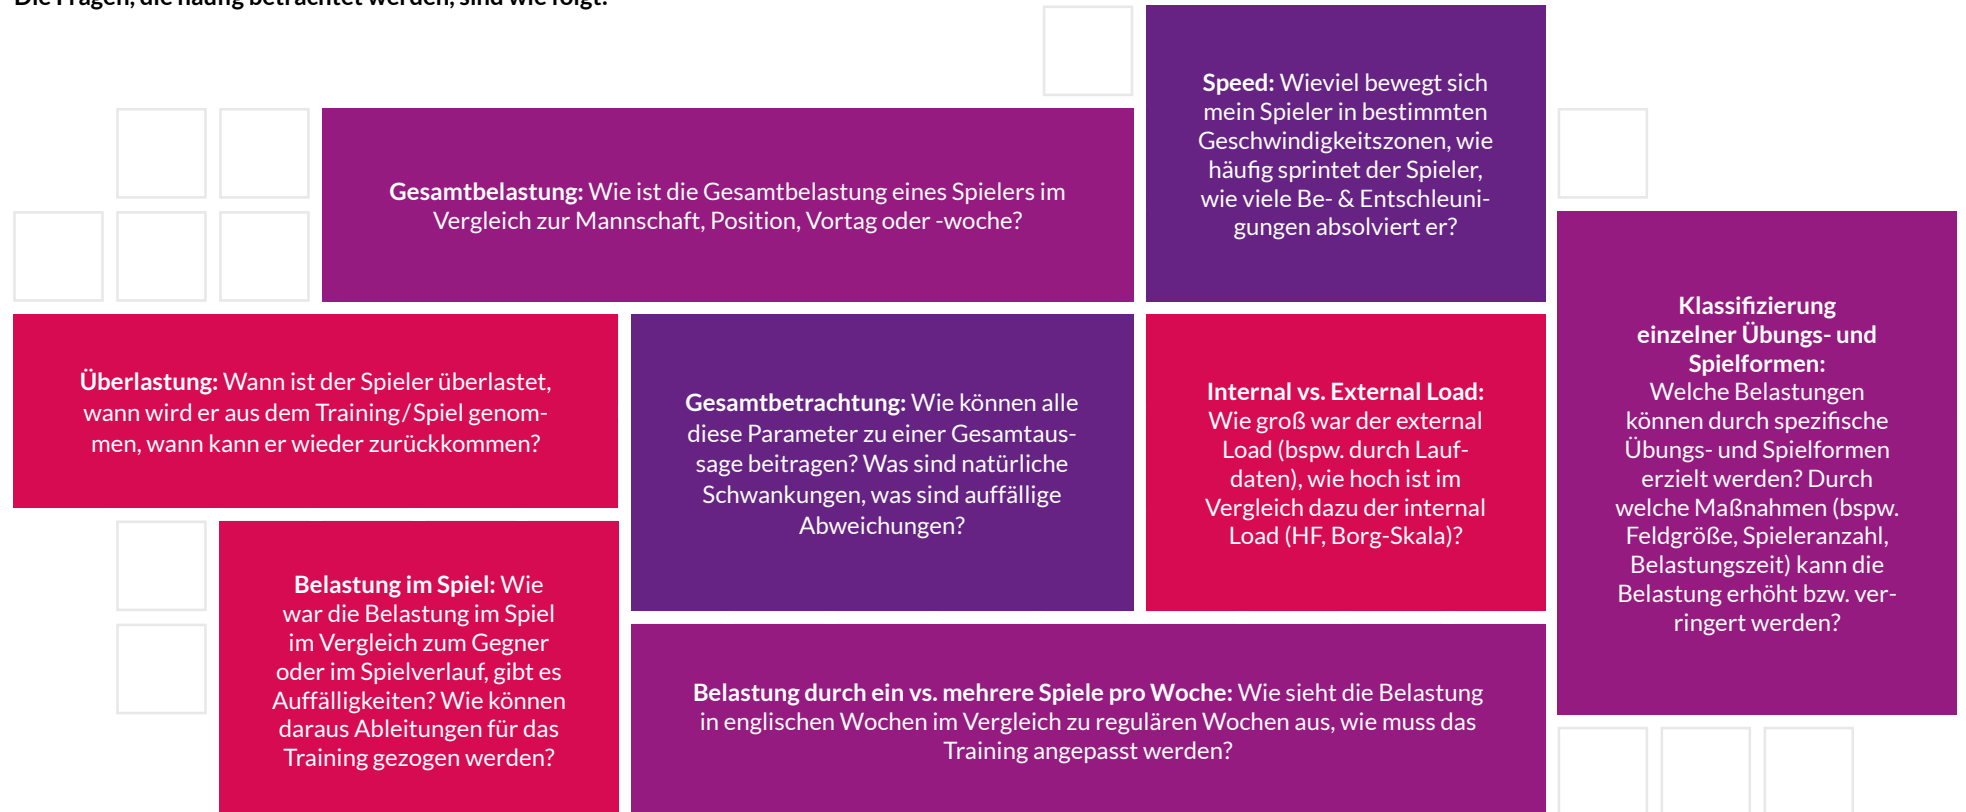 Die Fragen, die häufig betrachtet werden, sind wie folgt:
Speed: Wieviel bewegt sich
mein Spieler in bestimmten
Geschwindigkeitszonen, wie
häufig sprintet der Spieler,
wie viele Be- & Entschleuni-
gungen absolviert er?
Gesamtbelastung: Wie ist die Gesamtbelastung eines Spielers im
Vergleich zur Mannschaft, Position, Vortag oder -woche?
Klassifizierung
einzelner Übungs- und
Spielformen:
Welche Belastungen
können durch spezifische
Übungs- und Spielformen
erzielt werden? Durch
welche Maßnahmen (bspw.
Feldgröße, Spieleranzahl,
Belastungszeit) kann die
Belastung erhöht bzw. ver-
ringert werden?
Überlastung: Wann ist der Spieler überlastet,
wann wird er aus dem Training/Spiel genom-
men, wann kann er wieder zurückkommen?
Gesamtbetrachtung: Wie können alle
diese Parameter zu einer Gesamtaus-
sage beitragen? Was sind natürliche
Schwankungen, was sind auffällige
Abweichungen?
Internal vs. External Load:
Wie groß war der external
Load (bspw. durch Lauf-
daten), wie hoch ist im
Vergleich dazu der internal
Load (HF, Borg-Skala)?
Belastung im Spiel: Wie
war die Belastung im Spiel
im Vergleich zum Gegner
oder im Spielverlauf, gibt es
Auffälligkeiten? Wie können
daraus Ableitungen für das
Training gezogen werden?
Belastung durch ein vs. mehrere Spiele pro Woche: Wie sieht die Belastung
in englischen Wochen im Vergleich zu regulären Wochen aus, wie muss das
Training angepasst werden?